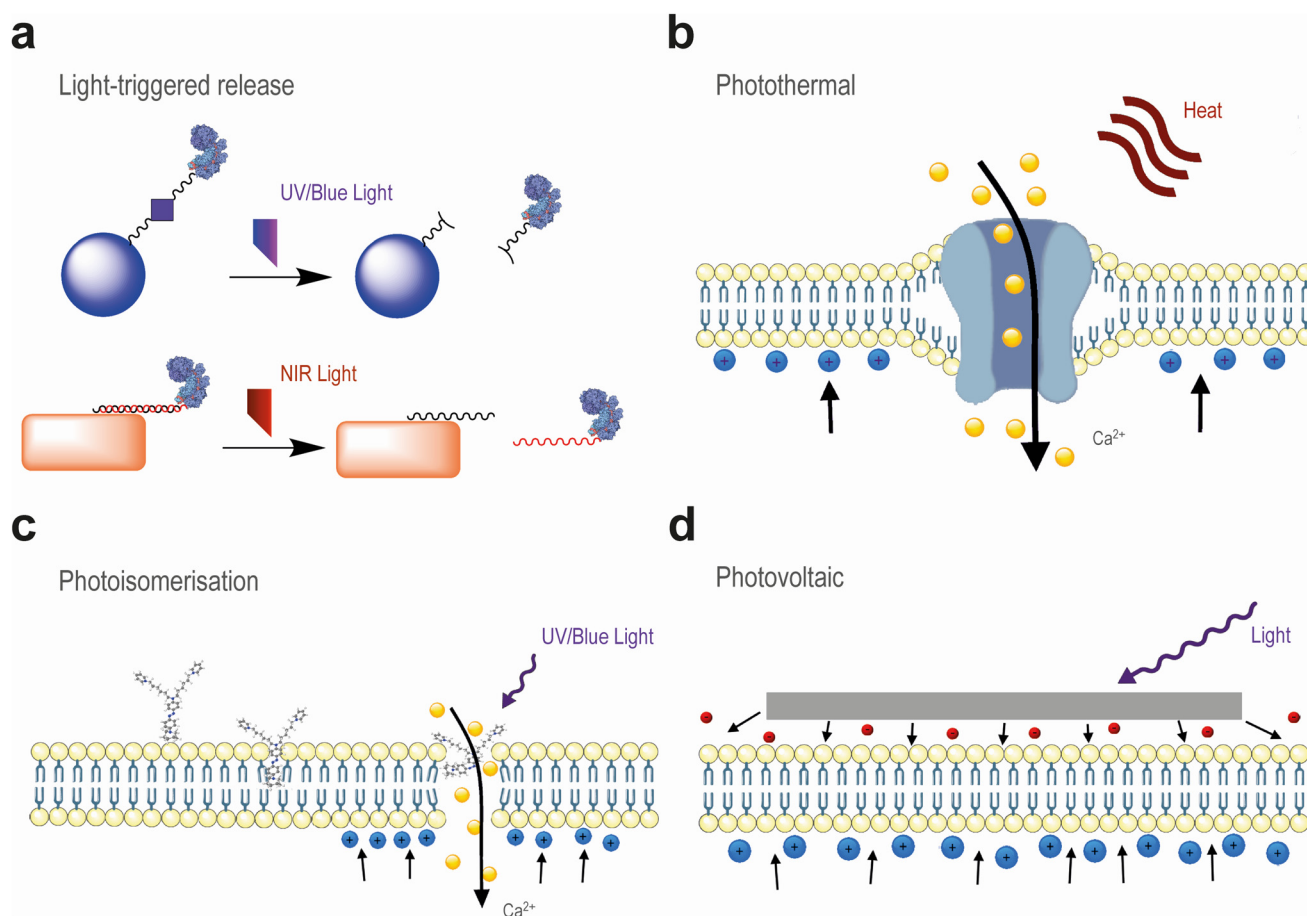 a
Light-triggered release
UV/Blue Light
NIR Light
b
Photothermal
Heat
+ + + + + + +
Ca²⁺
c
Photoisomerisation
UV/Blue Light
+ + + + + + + +
Ca²⁺
d
Photovoltaic
Light
- - - - - - - -
+ + + + + + + + + +